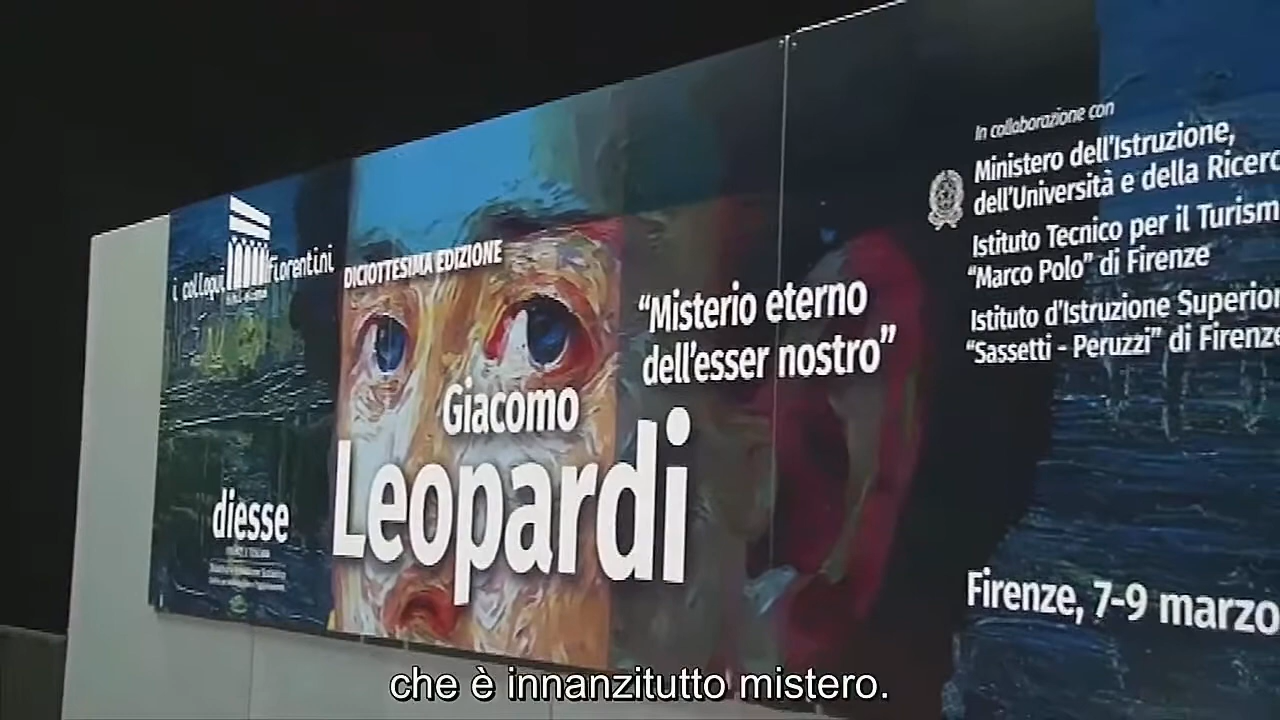 i colloqui fiorentini
DICIOTTESIMA EDIZIONE
"Misterio eterno
dell'esser nostro"
Giacomo
Leopardi
diesse
In collaborazione con
Ministero dell'Istruzione,
dell'Università e della Ricerc
Istituto Tecnico per il Turism
"Marco Polo" di Firenze
Istituto d'Istruzione Superior
"Sassetti - Peruzzi" di Firenze
Firenze, 7-9 marzo
che è innanzitutto mistero.